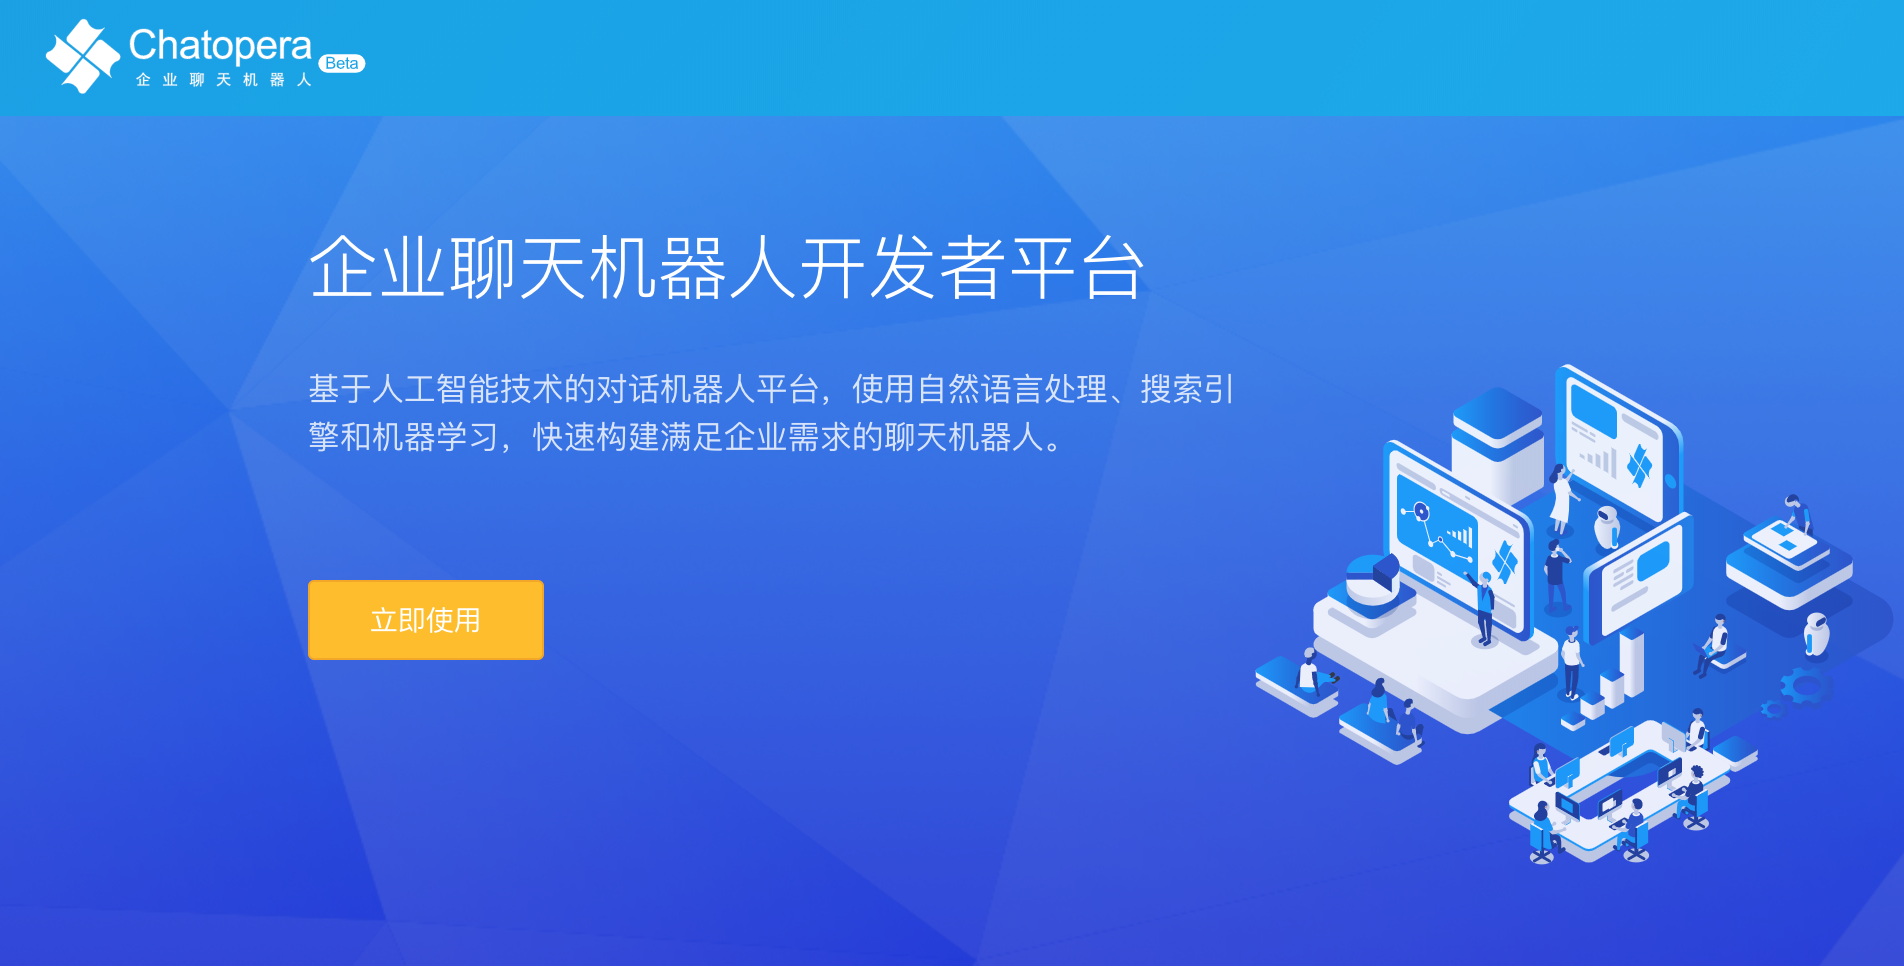 Chatopera
Beta
企业聊天机器人
企业聊天机器人开发者平台
基于人工智能技术的对话机器人平台，使用自然语言处理、搜索引
擎和机器学习，快速构建满足企业需求的聊天机器人。
立即使用